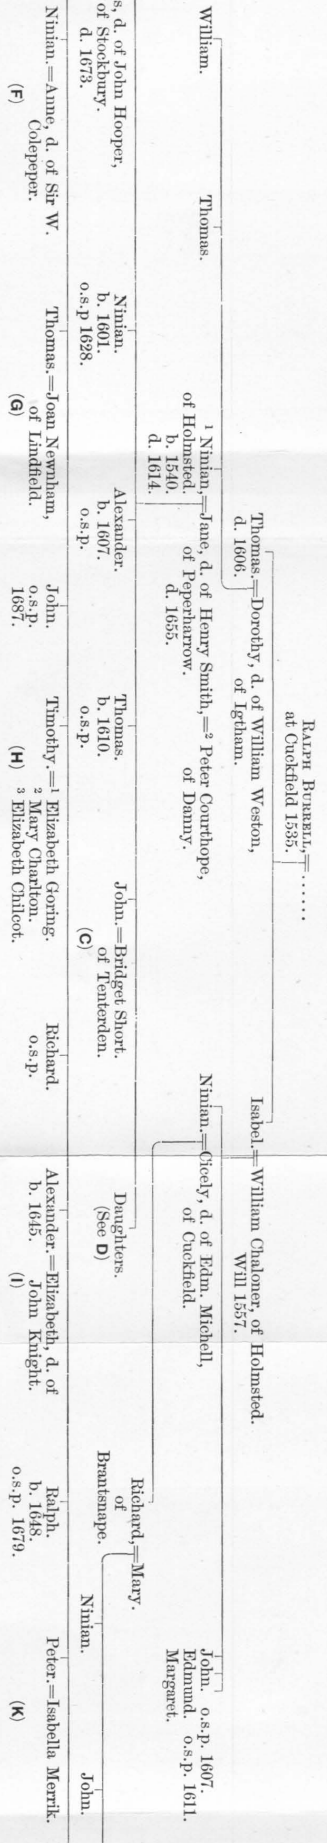 RALPH BURRELL,=......
at Cuckfield 1535.
Thomas.=Dorothy, d. of William Weston,
d. 1606. of Igtham.
Isabel.=William Chaloner, of Holmsted.
Will 1557.
William.
Thomas.
¹ Ninian,=Jane, d. of Henry Smith,=² Peter Courthope,
of Holmsted. of Peperharrow. of Danny.
b. 1540. d. 1655.
d. 1614.
Ninian.=Cicely, d. of Edm. Michell,
of Cuckfield.
John. o.s.p. 1607.
Edmund. o.s.p. 1611.
Margaret.
Richard,=Mary.
of
Brantsnape.
s, d. of John Hooper,
of Stockbury.
d. 1673.
Ninian.
b. 1601.
o.s.p 1628.
Alexander.
b. 1607.
o.s.p.
Thomas.
b. 1610.
o.s.p.
John.=Bridget Short.
of Tenterden.
(C)
Daughters.
(See D)
Ninian.
John.
Ninian.=Anne, d. of Sir W.
Colepeper.
(F)
Thomas.=Joan Newnham,
of Lindfield.
(G)
John.
o.s.p.
1687.
Timothy.=¹ Elizabeth Goring.
² Mary Charlton.
³ Elizabeth Chilcot.
(H)
Richard.
o.s.p.
Alexander.=Elizabeth, d. of
b. 1645. John Knight.
(I)
Ralph.
b. 1648.
o.s.p. 1679.
Peter.=Isabella Merrik.
(K)